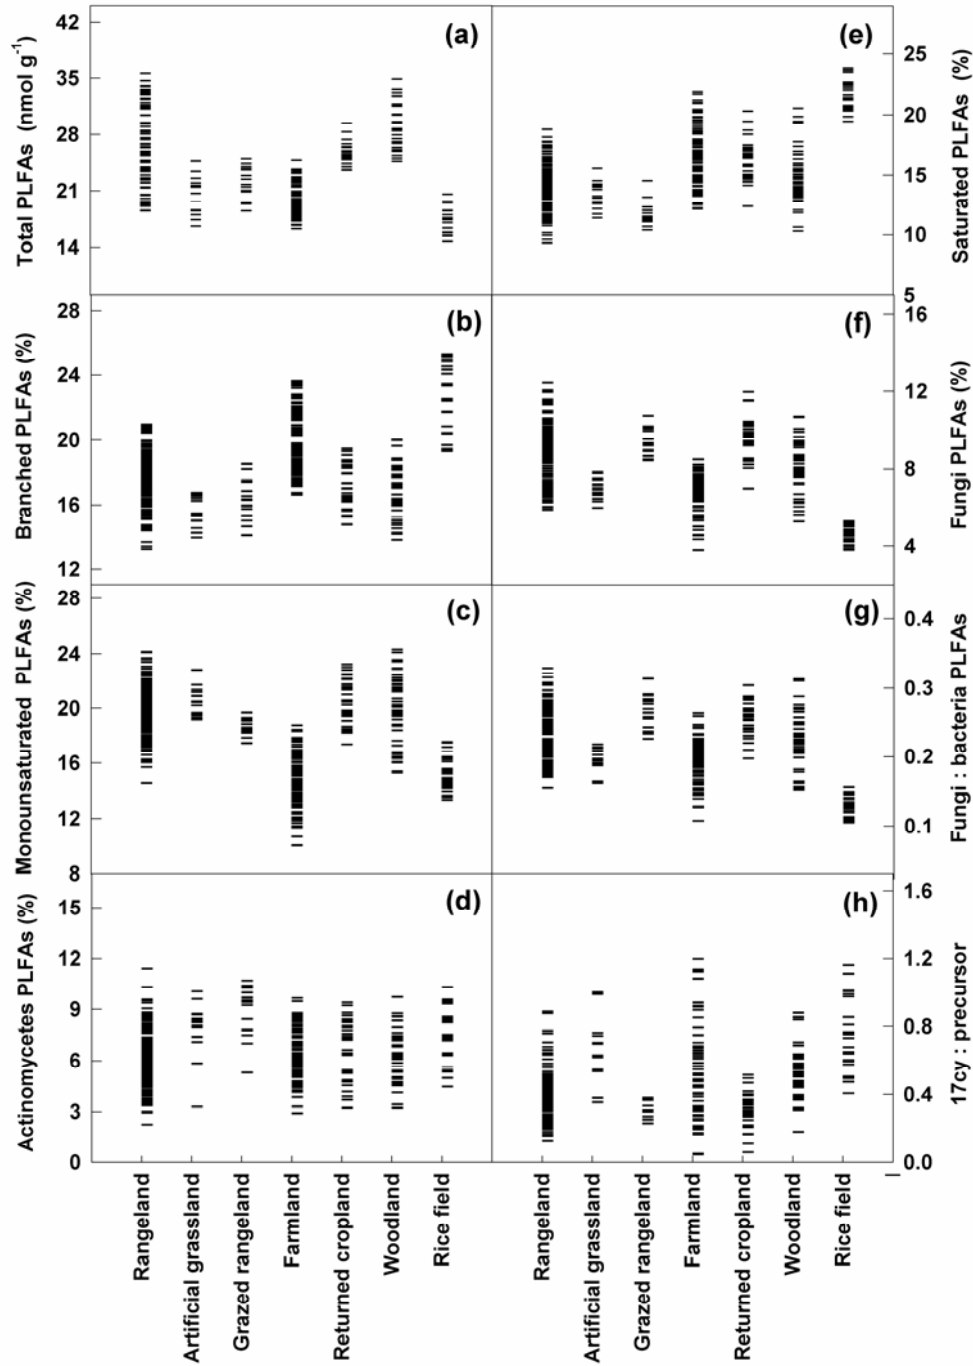 Total PLFAs (nmol g⁻¹)
42
35
28
21
14
(a)
(e)
25
20
15
10
5
Saturated PLFAs (%)
Branched PLFAs (%)
28
24
20
16
12
(b)
(f)
16
12
8
4
Fungi PLFAs (%)
Monounsaturated PLFAs (%)
28
24
20
16
12
8
(c)
(g)
0.4
0.3
0.2
0.1
Fungi : bacteria PLFAs
Actinomycetes PLFAs (%)
15
12
9
6
3
0
(d)
(h)
1.6
1.2
0.8
0.4
0.0
17cy : precursor
Rangeland
Artificial grassland
Grazed rangeland
Farmland
Returned cropland
Woodland
Rice field
Rangeland
Artificial grassland
Grazed rangeland
Farmland
Returned cropland
Woodland
Rice field